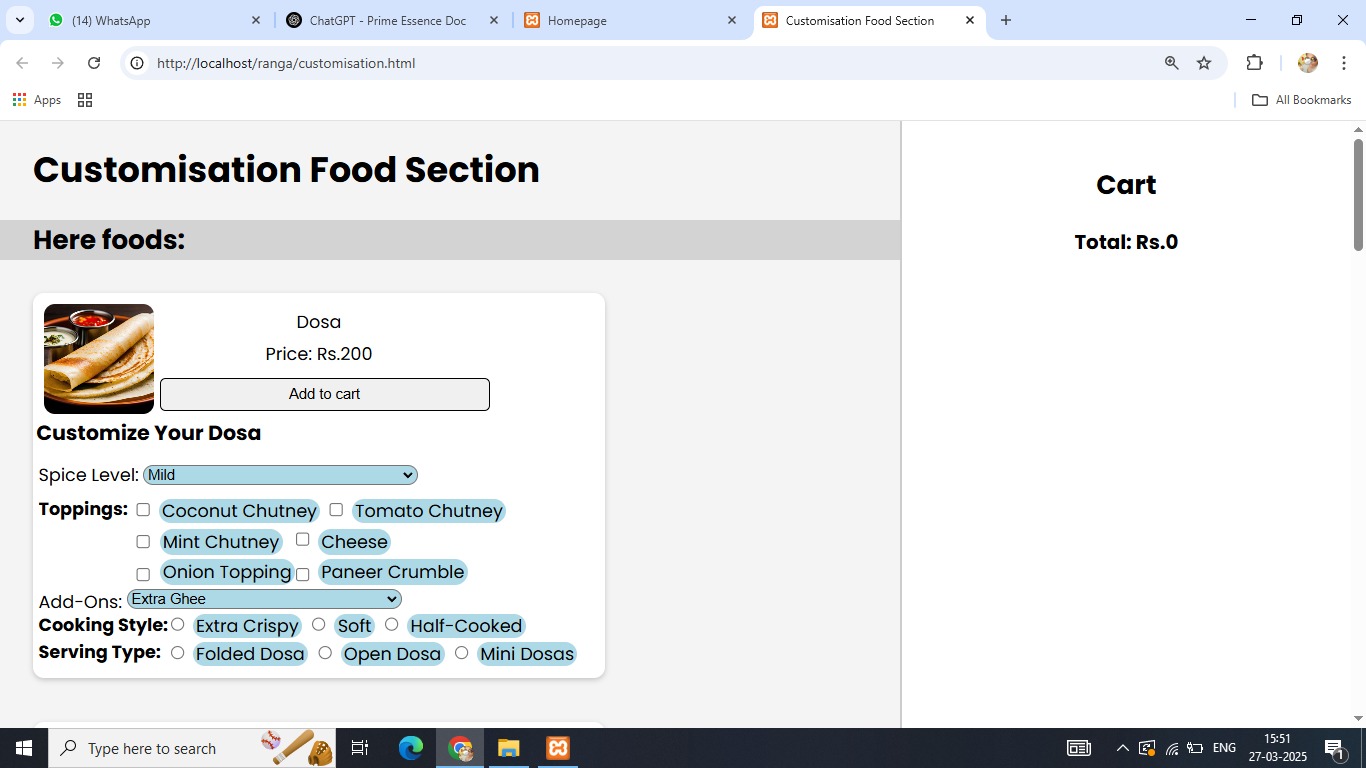 (14) WhatsApp
ChatGPT - Prime Essence Doc
Homepage
Customisation Food Section
http://localhost/ranga/customisation.html
Apps
All Bookmarks
Customisation Food Section
Here foods:
Dosa
Price: Rs.200
Add to cart
Customize Your Dosa
Spice Level: Mild
Toppings: Coconut Chutney Tomato Chutney
Mint Chutney Cheese
Onion Topping Paneer Crumble
Add-Ons: Extra Ghee
Cooking Style: Extra Crispy Soft Half-Cooked
Serving Type: Folded Dosa Open Dosa Mini Dosas
Cart
Total: Rs.0
Type here to search
ENG
15:51
27-03-2025
1